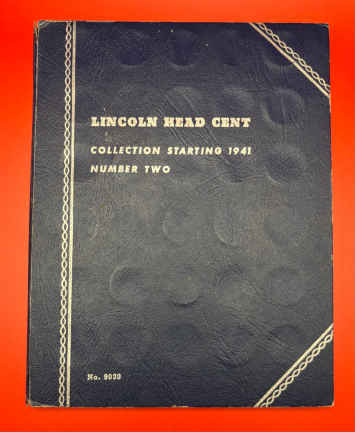 LINCOLN HEAD CENT
COLLECTION STARTING 1941
NUMBER TWO
No. 9030